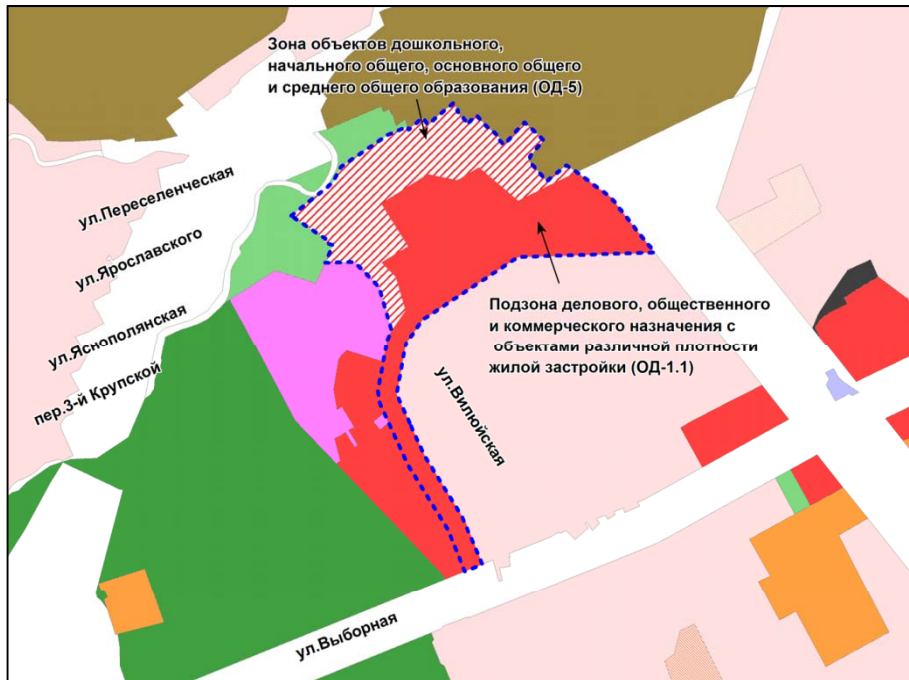 Зона объектов дошкольного,
начального общего, основного общего
и среднего общего образования (ОД-5)
ул.Переселенческая
ул.Ярославского
ул.Яснополянская
пер.3-й Крупской
Подзона делового, общественного
и коммерческого назначения с
объектами различной плотности
жилой застройки (ОД-1.1)
ул.Вилюйская
ул.Выборная